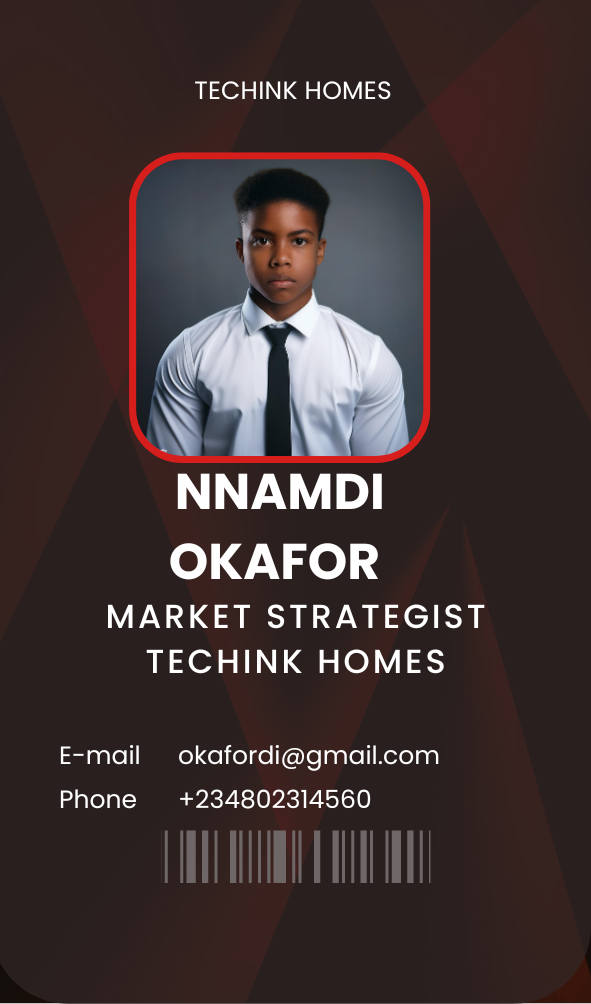 TECHINK HOMES
NNAMDI
OKAFOR
MARKET STRATEGIST
TECHINK HOMES
E-mail okafordi@gmail.com
Phone +234802314560